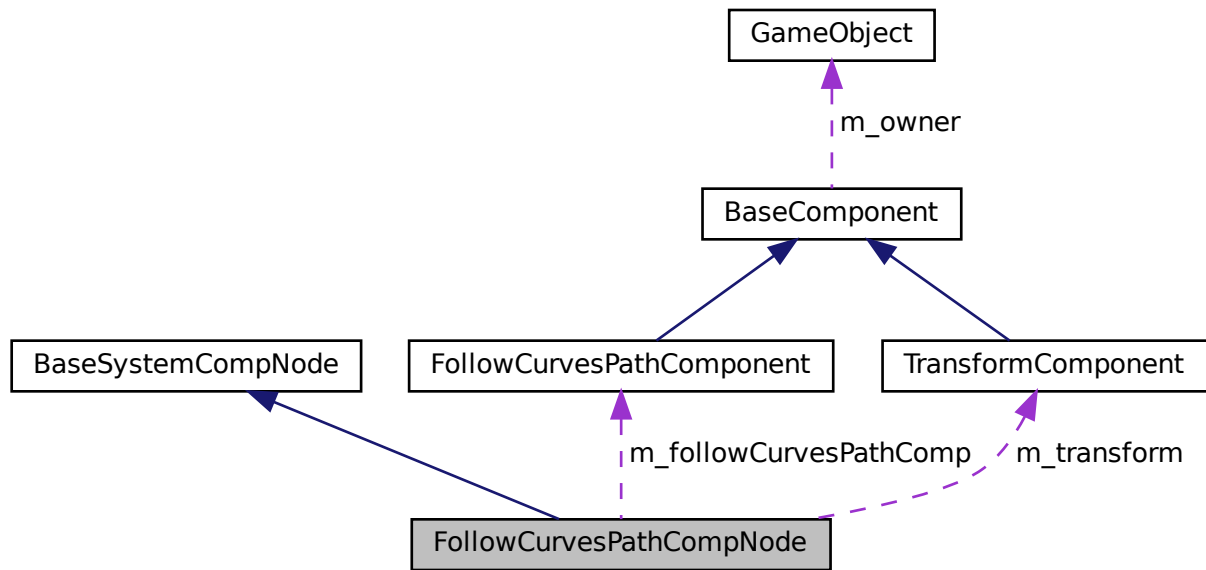 GameObject
m_owner
BaseComponent
BaseSystemCompNode
FollowCurvesPathComponent
TransformComponent
m_followCurvesPathComp
m_transform
FollowCurvesPathCompNode